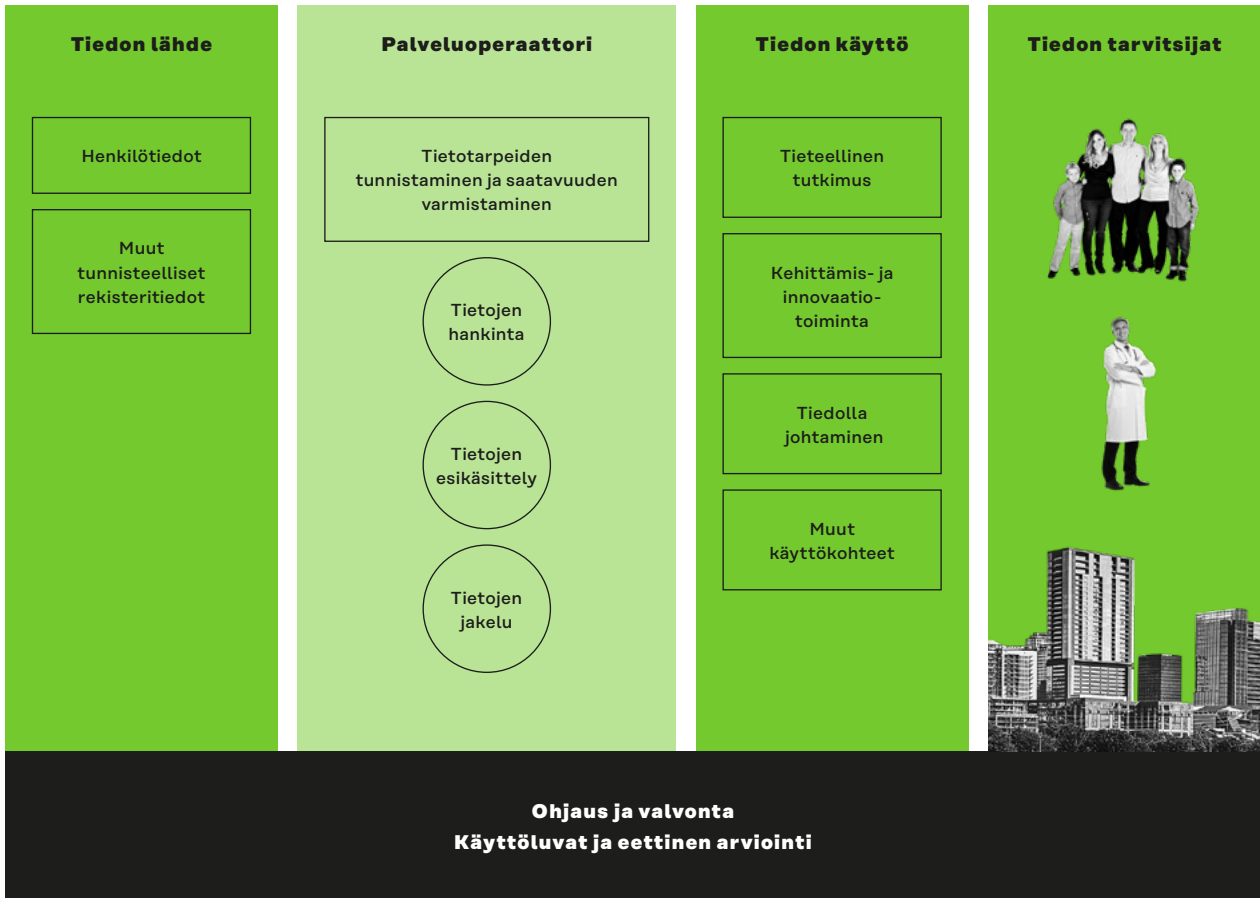 Tiedon lähde
Henkilötiedot
Muut
tunnisteelliset
rekisteritiedot
Palveluoperaattori
Tietotarpeiden
tunnistaminen ja saatavuuden
varmistaminen
Tietojen
hankinta
Tietojen
esikäsittely
Tietojen
jakelu
Tiedon käyttö
Tieteellinen
tutkimus
Kehittämis- ja
innovaatio-
toiminta
Tiedolla
johtaminen
Muut
käyttökohteet
Tiedon tarvitsijat
Ohjaus ja valvonta
Käyttöluvat ja eettinen arviointi